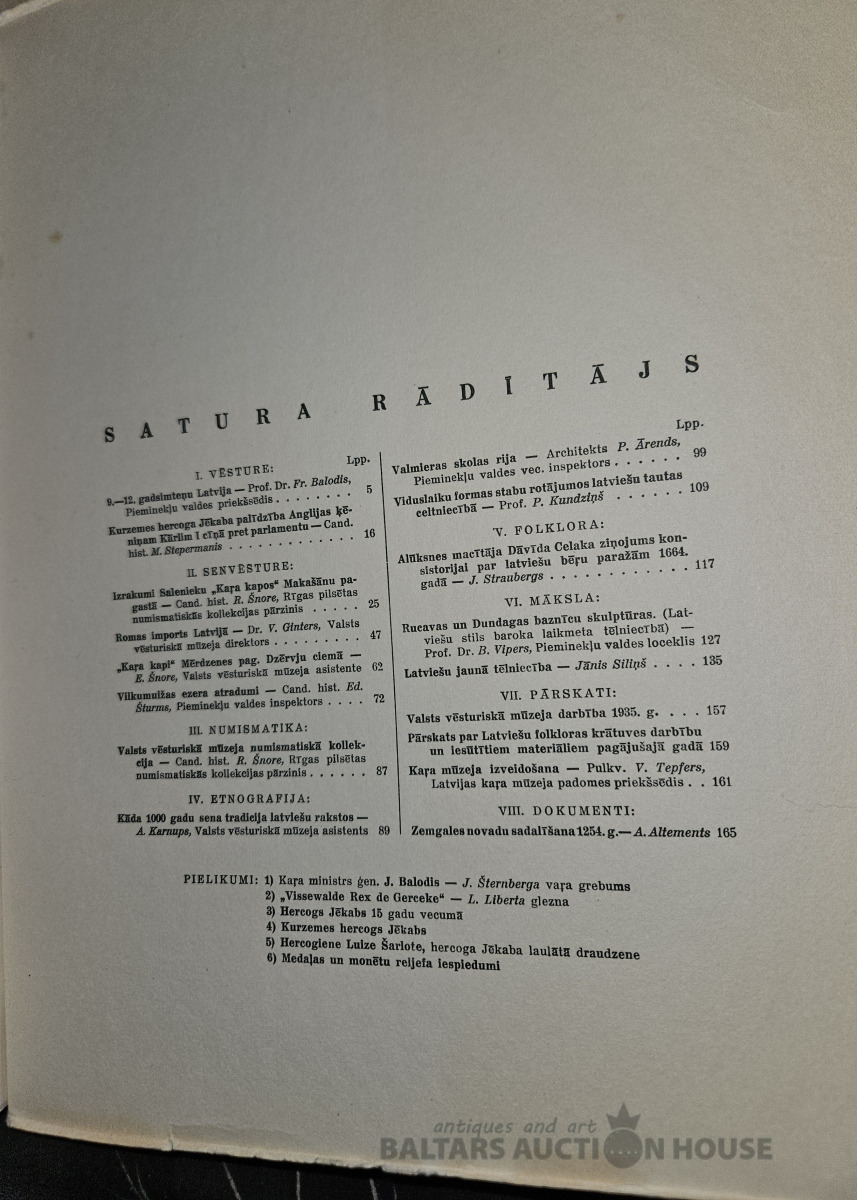 SATURA RĀDĪTĀJS
Lpp.
I. VĒSTURE:
9.—12. gadsimteņu Latvija — Prof. Dr. Fr. Balodis,
Pieminekļu valdes priekšsēdis . . . . . . . . 5
Kurzemes hercoga Jēkaba palīdzība Anglijas ķē-
niņam Kārlim I cīņā pret parlamentu — Cand.
hist. M. Stepermanis . . . . . . . . . . . . 16
II. SENVĒSTURE:
Izrakumi Salenieku „Kaŗa kapos" Makašānu pa-
gastā — Cand. hist. R. Šnore, Rīgas pilsētas
numismatiskās kollekcijas pārzinis . . . . . 25
Romas imports Latvijā — Dr. V. Ginters, Valsts
vēsturiskā mūzeja direktors . . . . . . . . . 47
„Kaŗa kapi" Mērdzenes pag. Dzērvju ciemā —
E. Šnore, Valsts vēsturiskā mūzeja asistente 62
Vilkumuižas ezera atradumi — Cand. hist. Ed.
Šturms, Pieminekļu valdes inspektors . . . . 72
III. NUMISMATIKA:
Valsts vēsturiskā mūzeja numismatiskā kollek-
cija — Cand. hist. R. Šnore, Rīgas pilsētas
numismatiskās kollekcijas pārzinis . . . . . . 87
IV. ETNOGRAFIJA:
Kāda 1000 gadu sena tradicija latviešu rakstos —
A. Karnups, Valsts vēsturiskā mūzeja asistents 89
Lpp.
Valmieras skolas rija — Architekts P. Ārends,
Pieminekļu valdes vec. inspektors . . . . . . 99
Viduslaiku formas stabu rotājumos latviešu tautas
celtniecībā — Prof. P. Kundziņš . . . . . . 109
V. FOLKLORA:
Alūksnes macītāja Dāvīda Celaka ziņojums kon-
sistorijai par latviešu bēŗu paražām 1664.
gadā — J. Straubergs . . . . . . . . . . . 117
VI. MĀKSLA:
Rucavas un Dundagas baznīcu skulptūras. (Lat-
viešu stils baroka laikmeta tēlniecībā) —
Prof. Dr. B. Vipers, Pieminekļu valdes loceklis 127
Latviešu jaunā tēlniecība — Jānis Siliņš . . . . 135
VII. PĀRSKATI:
Valsts vēsturiskā mūzeja darbība 1935. g. . . . 157
Pārskats par Latviešu folkloras krātuves darbību
un iesūtītiem materiāliem pagājušajā gadā 159
Kaŗa mūzeja izveidošana — Pulkv. V. Tepfers,
Latvijas kaŗa mūzeja padomes priekšsēdis . . 161
VIII. DOKUMENTI:
Zemgales novadu sadalīšana 1254. g.— A. Altements 165
PIELIKUMI: 1) Kaŗa ministrs ģen. J. Balodis — J. Šternberga vaŗa grebums
2) „Vissewalde Rex de Gerceke" — L. Liberta glezna
3) Hercogs Jēkabs 15 gadu vecumā
4) Kurzemes hercogs Jēkabs
5) Hercogiene Luize Šarlote, hercoga Jēkaba laulātā draudzene
6) Medaļas un monētu reljefa iespiedumi
antiques and art
BALTARS AUCTION HOUSE